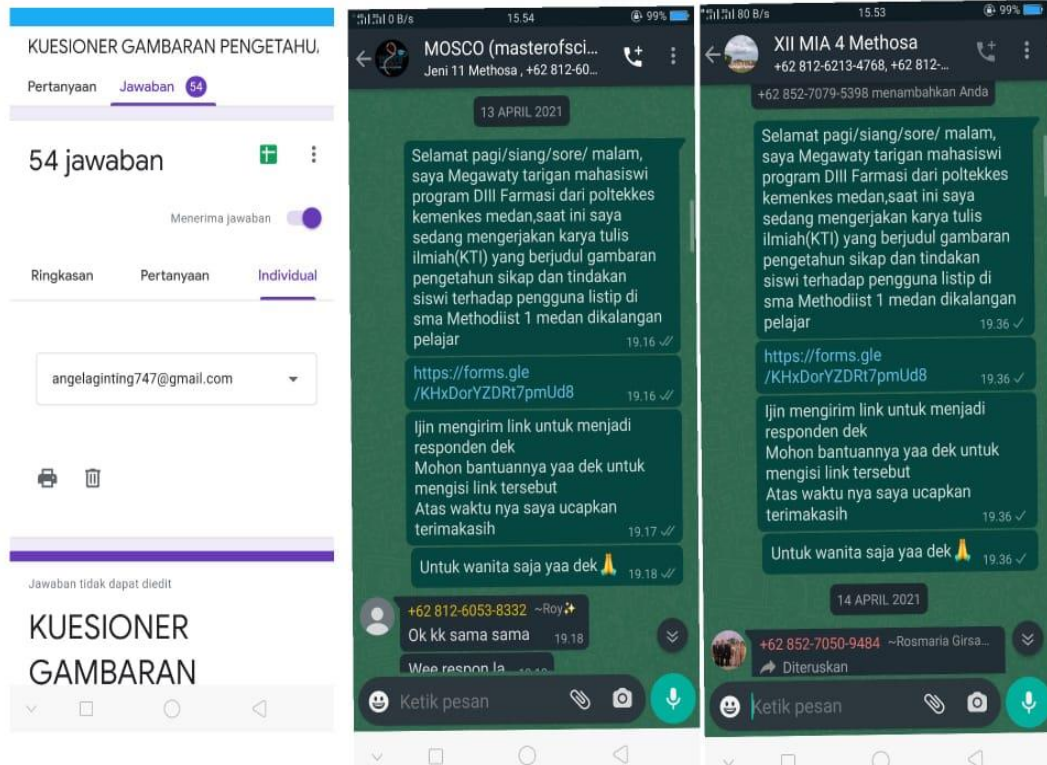 KUESIONER GAMBARAN PENGETAHU
Pertanyaan Jawaban 54
54 jawaban
Menerima jawaban
Ringkasan Pertanyaan Individual
angelaginting747@gmail.com
Jawaban tidak dapat diedit
KUESIONER
GAMBARAN
0 B/s 15.54 99%
MOSCO (masterofsci...
Jeni 11 Methosa , +62 812-60...
13 APRIL 2021
Selamat pagi/siang/sore/ malam,
saya Megawaty tarigan mahasiswi
program DIII Farmasi dari poltekkes
kemenkes medan,saat ini saya
sedang mengerjakan karya tulis
ilmiah(KTI) yang berjudul gambaran
pengetahun sikap dan tindakan
siswi terhadap pengguna listip di
sma Methodiist 1 medan dikalangan
pelajar 19.16
https://forms.gle
/KHxDorYZDRt7pmUd8 19.16
Ijin mengirim link untuk menjadi
responden dek
Mohon bantuannya yaa dek untuk
mengisi link tersebut
Atas waktu nya saya ucapkan
terimakasih 19.17
Untuk wanita saja yaa dek🙏 19.18
+62 812-6053-8332 ~Roy✨
Ok kk sama sama 19.18
Wee respon la
Ketik pesan
80 B/s 15.53 99%
XII MIA 4 Methosa
+62 812-6213-4768, +62 812-...
+62 852-7079-5398 menambahkan Anda
Selamat pagi/siang/sore/ malam,
saya Megawaty tarigan mahasiswi
program DIII Farmasi dari poltekkes
kemenkes medan,saat ini saya
sedang mengerjakan karya tulis
ilmiah(KTI) yang berjudul gambaran
pengetahun sikap dan tindakan
siswi terhadap pengguna listip di
sma Methodiist 1 medan dikalangan
pelajar 19.36
https://forms.gle
/KHxDorYZDRt7pmUd8 19.36
Ijin mengirim link untuk menjadi
responden dek
Mohon bantuannya yaa dek untuk
mengisi link tersebut
Atas waktu nya saya ucapkan
terimakasih 19.36
Untuk wanita saja yaa dek🙏 19.36
14 APRIL 2021
+62 852-7050-9484 ~Rosmaria Girsa...
Diteruskan
Ketik pesan